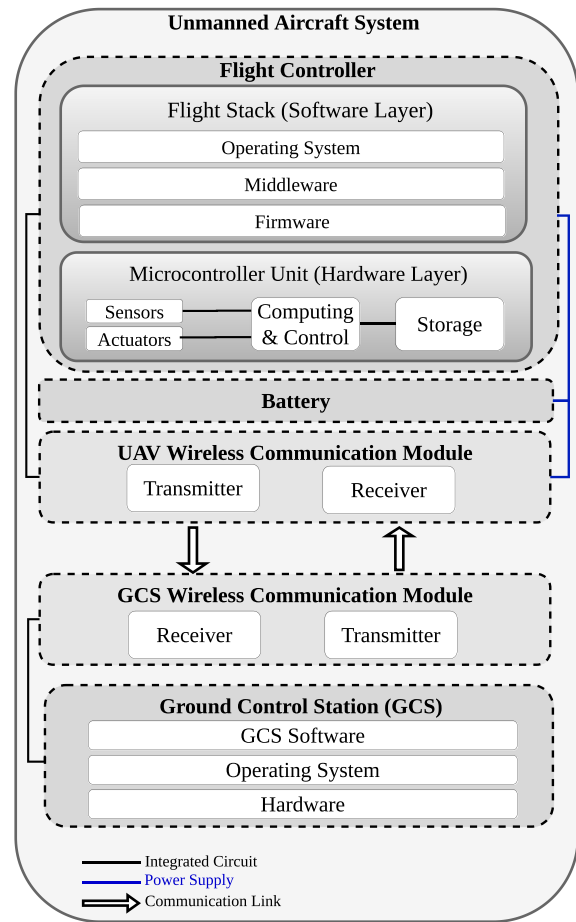 Unmanned Aircraft System
Flight Controller
Flight Stack (Software Layer)
Operating System
Middleware
Firmware
Microcontroller Unit (Hardware Layer)
Sensors
Actuators
Computing
& Control
Storage
Battery
UAV Wireless Communication Module
Transmitter
Receiver
GCS Wireless Communication Module
Receiver
Transmitter
Ground Control Station (GCS)
GCS Software
Operating System
Hardware
Integrated Circuit
Power Supply
Communication Link